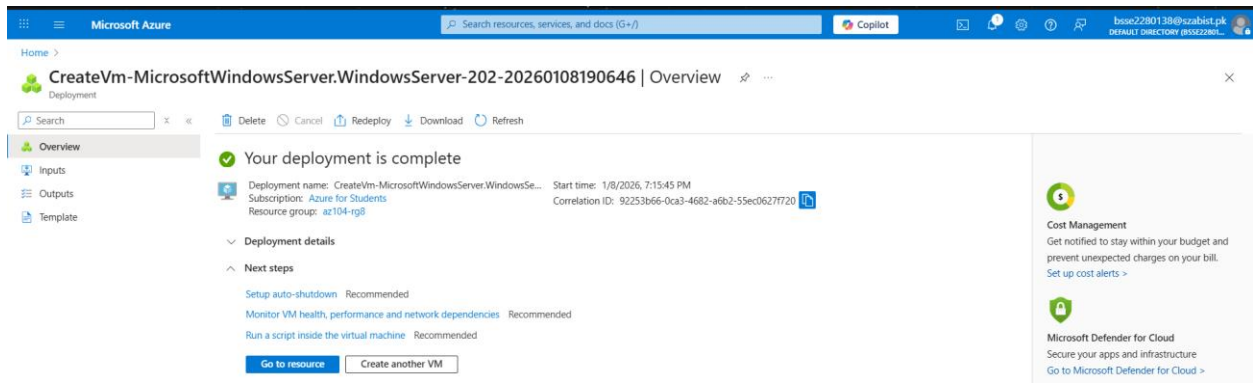 Microsoft Azure
Search resources, services, and docs (G+/)
Copilot
1
bsse2280138@szabist.pk
DEFAULT DIRECTORY (BSSE22801...
Home >
CreateVm-MicrosoftWindowsServer.WindowsServer-202-20260108190646 | Overview
Deployment
Search
Delete Cancel Redeploy Download Refresh
Overview
Inputs
Outputs
Template
Your deployment is complete
Deployment name: CreateVm-MicrosoftWindowsServer.WindowsSe...
Subscription: Azure for Students
Resource group: az104-rg8
Start time: 1/8/2026, 7:15:45 PM
Correlation ID: 92253b66-0ca3-4682-a6b2-55ec0627f720
Deployment details
Next steps
Setup auto-shutdown Recommended
Monitor VM health, performance and network dependencies Recommended
Run a script inside the virtual machine Recommended
Go to resource
Create another VM
Cost Management
Get notified to stay within your budget and
prevent unexpected charges on your bill.
Set up cost alerts >
Microsoft Defender for Cloud
Secure your apps and infrastructure
Go to Microsoft Defender for Cloud >